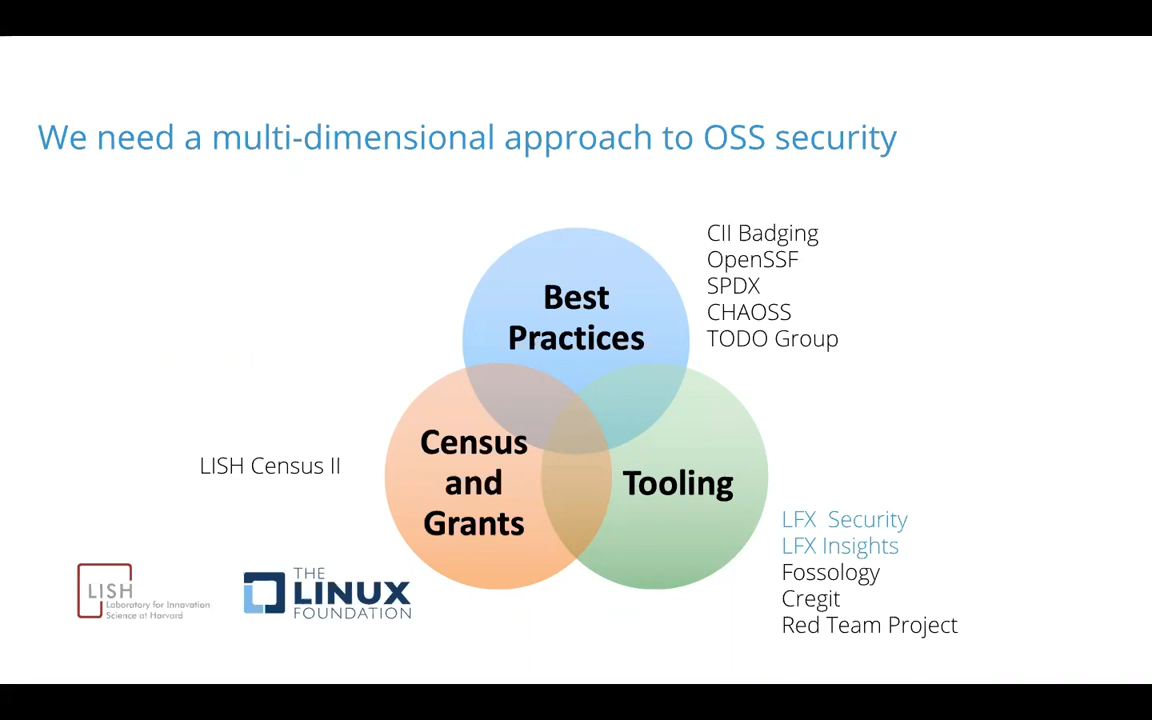 We need a multi-dimensional approach to OSS security
CII Badging
OpenSSF
SPDX
CHAOSS
TODO Group
Best
Practices
Census
and
Grants
Tooling
LISH Census II
LFX  Security
LFX Insights
Fossology
Cregit
Red Team Project
LISH
Laboratory for Innovation
Science at Harvard
THE
LINUX
FOUNDATION